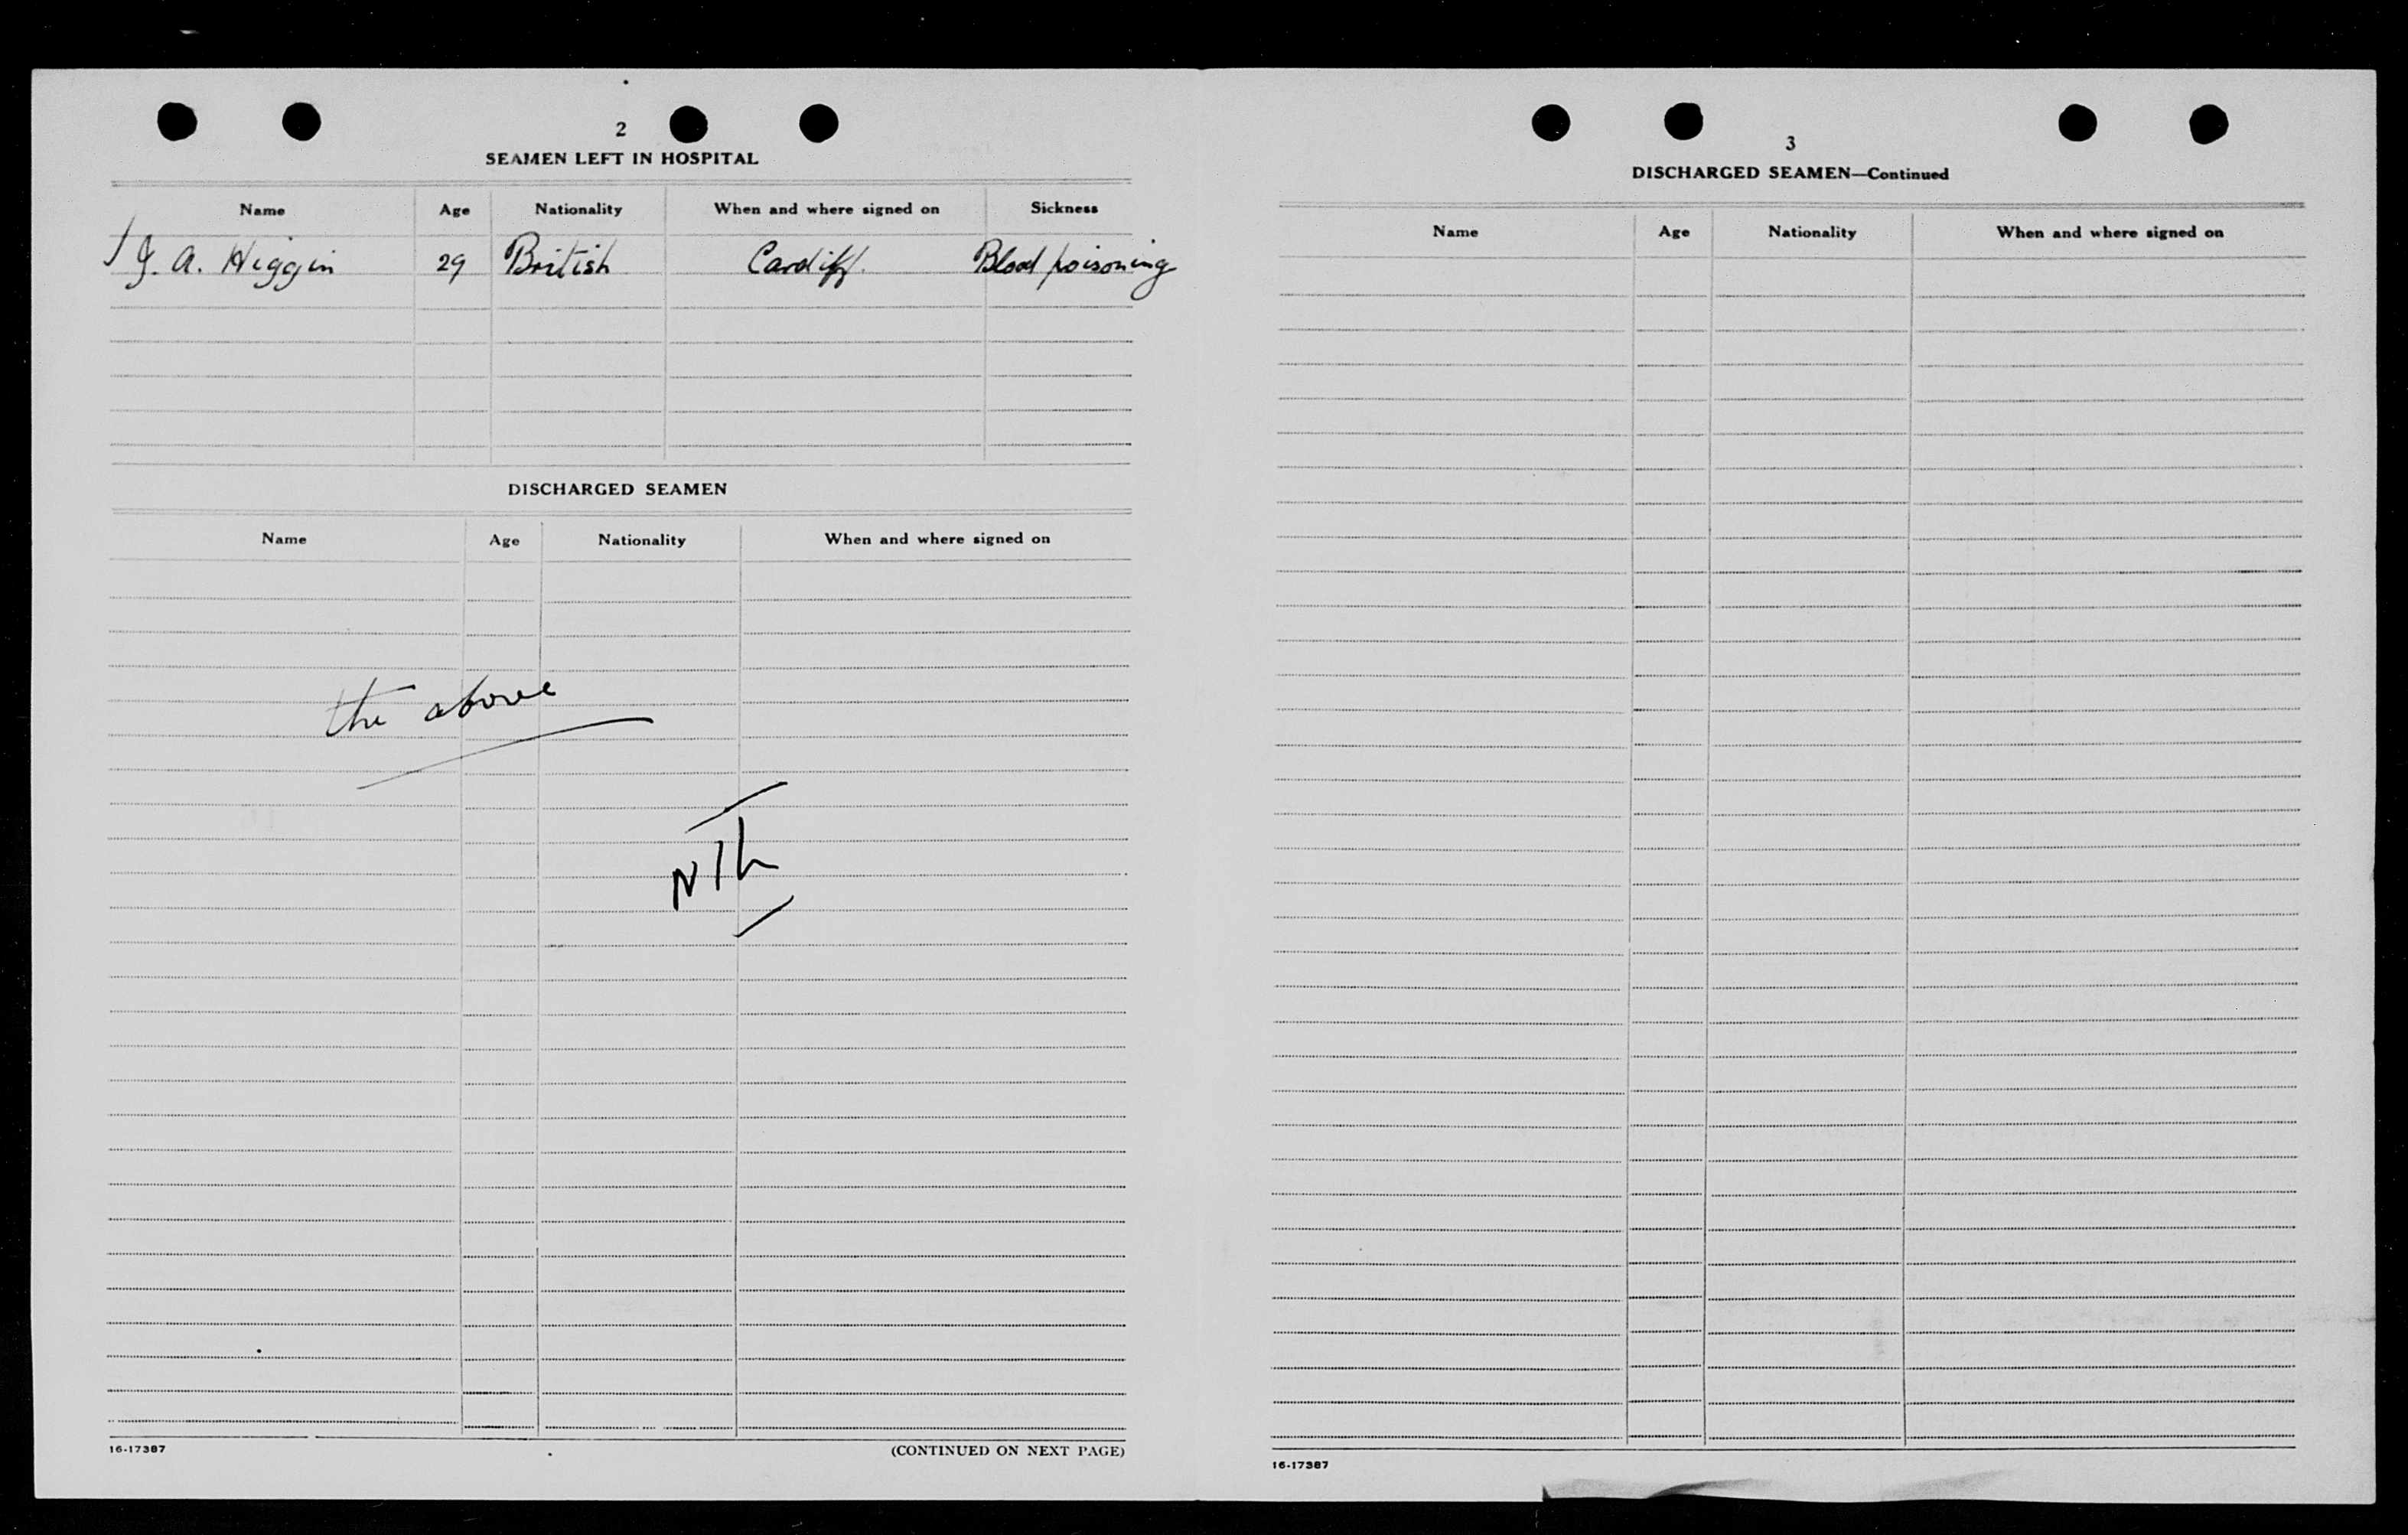 2
SEAMEN LEFT IN HOSPITAL
Name Age Nationality When and where signed on Sickness
J. A. Higgin 29 British Cardiff. Blood poisoning
DISCHARGED SEAMEN
Name Age Nationality When and where signed on
the above
NIL
16-17387
(CONTINUED ON NEXT PAGE)
3
DISCHARGED SEAMEN—Continued
Name Age Nationality When and where signed on
16-17387